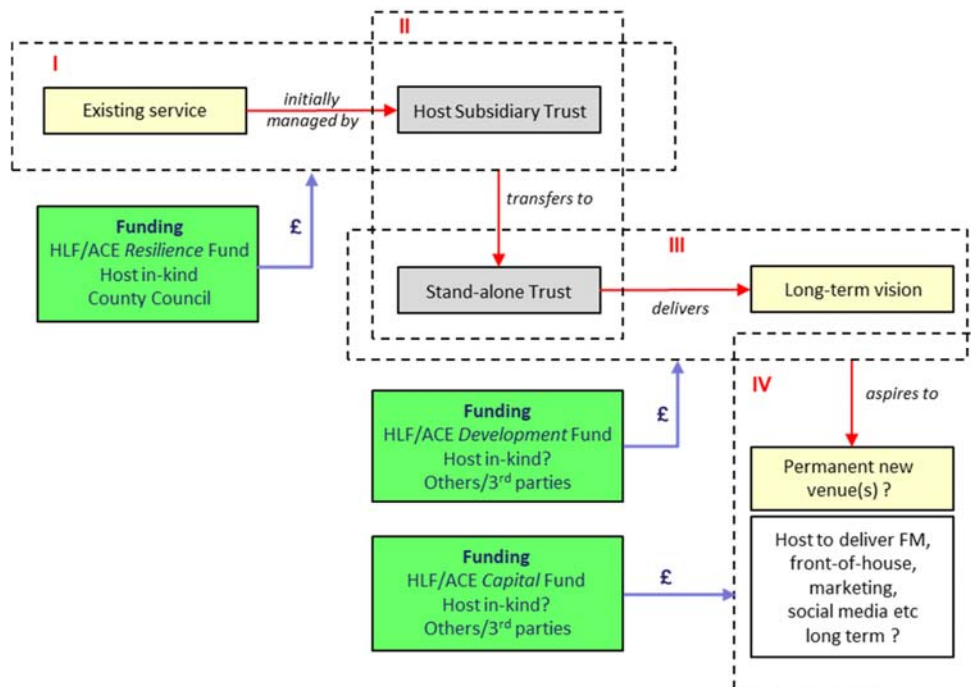 II
I
Existing service
initially
managed by
Host Subsidiary Trust
transfers to
Funding
HLF/ACE Resilience Fund
Host in-kind
County Council
£
III
Stand-alone Trust
delivers
Long-term vision
IV
aspires to
Funding
HLF/ACE Development Fund
Host in-kind?
Others/3rd parties
£
Permanent new
venue(s) ?
Funding
HLF/ACE Capital Fund
Host in-kind?
Others/3rd parties
£
Host to deliver FM,
front-of-house,
marketing,
social media etc
long term ?